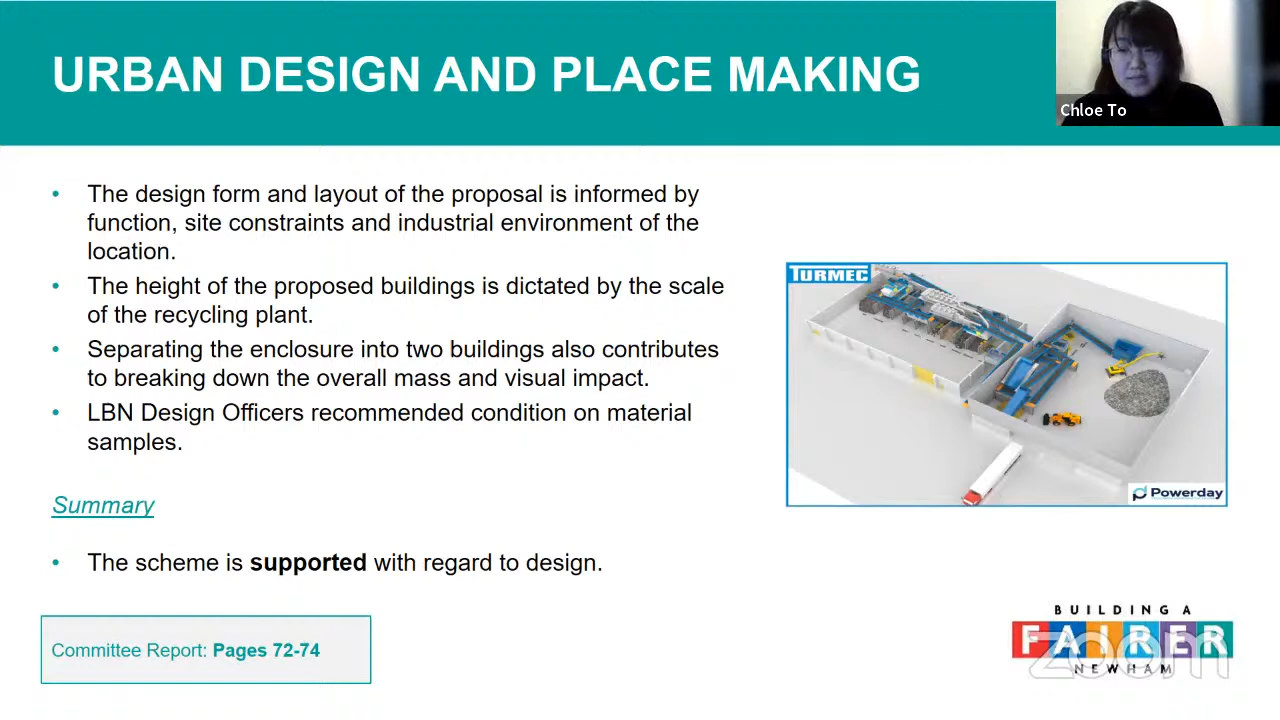 URBAN DESIGN AND PLACE MAKING
Chloe To
• The design form and layout of the proposal is informed by
function, site constraints and industrial environment of the
location.
• The height of the proposed buildings is dictated by the scale
of the recycling plant.
• Separating the enclosure into two buildings also contributes
to breaking down the overall mass and visual impact.
• LBN Design Officers recommended condition on material
samples.
TURMEC
Powerday
Summary
• The scheme is supported with regard to design.
Committee Report: Pages 72-74
BUILDING A
FAIRER
NEWHAM
zoom